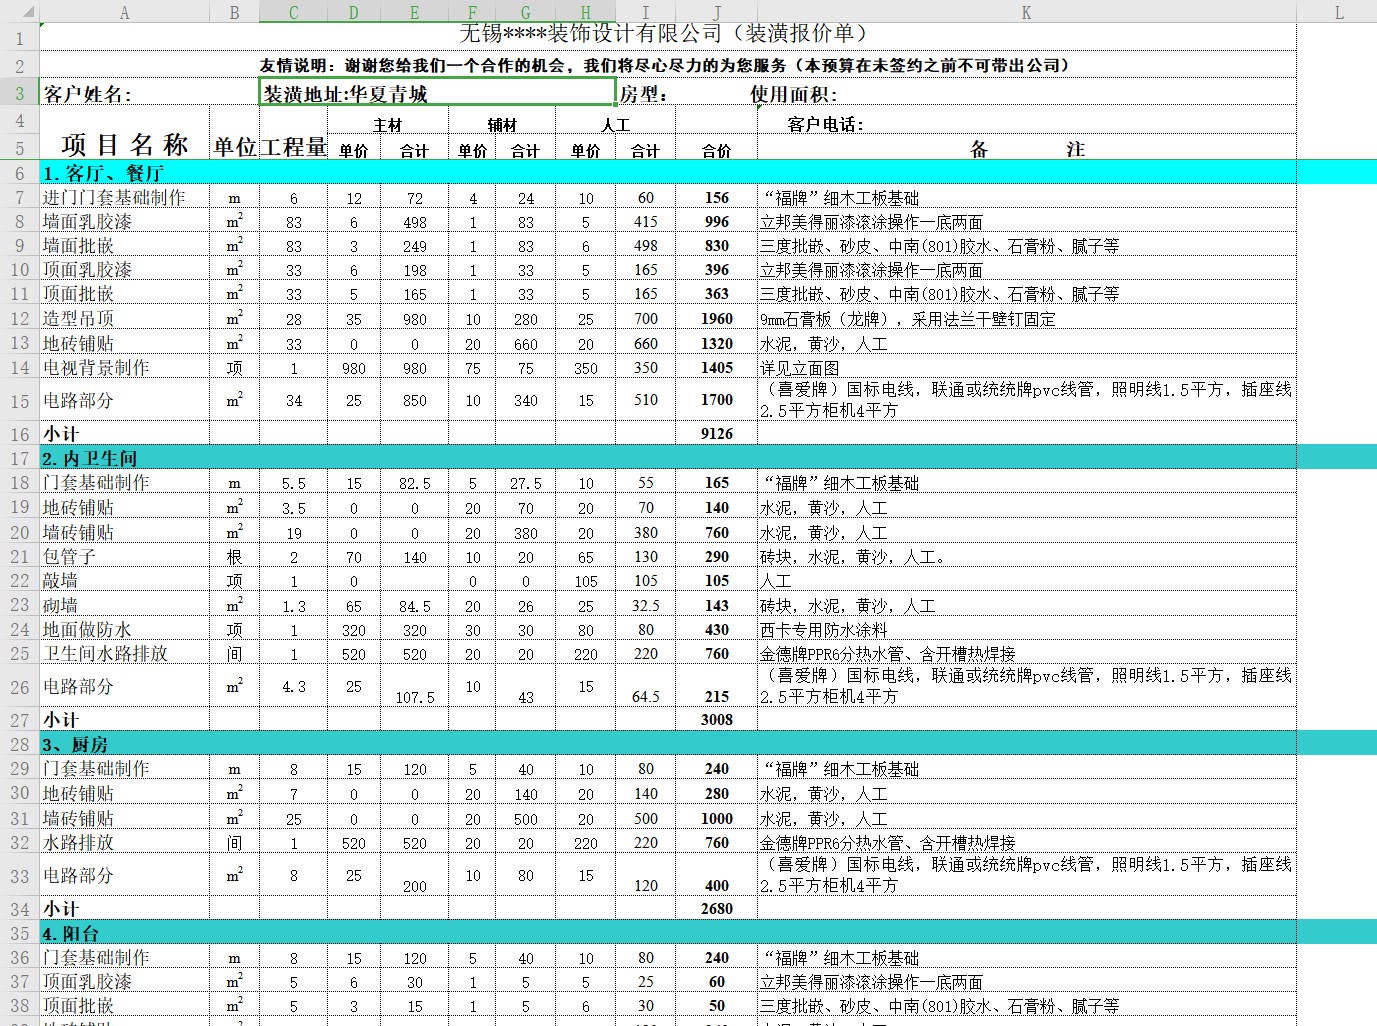 A B C D E F G H I J K L
1 无锡****装饰设计有限公司（装潢报价单）
2 友情说明：谢谢您给我们一个合作的机会，我们将尽心尽力的为您服务（本预算在未签约之前不可带出公司）
3 客户姓名： 装潢地址:华夏青城 房型： 使用面积：
4 主材 辅材 人工 客户电话：
5 项目名称 单位 工程量 单价 合计 单价 合计 单价 合计 合价 备 注
6 1.客厅、餐厅
7 进门门套基础制作 m 6 12 72 4 24 10 60 156 “福牌”细木工板基础
8 墙面乳胶漆 m² 83 6 498 1 83 5 415 996 立邦美得丽漆滚涂操作一底两面
9 墙面批嵌 m² 83 3 249 1 83 6 498 830 三度批嵌、砂皮、中南(801)胶水、石膏粉、腻子等
10 顶面乳胶漆 m² 33 6 198 1 33 5 165 396 立邦美得丽漆滚涂操作一底两面
11 顶面批嵌 m² 33 5 165 1 33 5 165 363 三度批嵌、砂皮、中南(801)胶水、石膏粉、腻子等
12 造型吊顶 m² 28 35 980 10 280 25 700 1960 9mm石膏板（龙牌），采用法兰干壁钉固定
13 地砖铺贴 m² 33 0 0 20 660 20 660 1320 水泥，黄沙，人工
14 电视背景制作 项 1 980 980 75 75 350 350 1405 详见立面图
15 电路部分 m² 34 25 850 10 340 15 510 1700 （喜爱牌）国标电线，联通或统统牌pvc线管，照明线1.5平方，插座线
2.5平方柜机4平方
16 小计 9126
17 2.内卫生间
18 门套基础制作 m 5.5 15 82.5 5 27.5 10 55 165 “福牌”细木工板基础
19 地砖铺贴 m² 3.5 0 0 20 70 20 70 140 水泥，黄沙，人工
20 墙砖铺贴 m² 19 0 0 20 380 20 380 760 水泥，黄沙，人工
21 包管子 根 2 70 140 10 20 65 130 290 砖块，水泥，黄沙，人工。
22 敲墙 项 1 0 0 0 105 105 105 人工
23 砌墙 m² 1.3 65 84.5 20 26 25 32.5 143 砖块，水泥，黄沙，人工
24 地面做防水 项 1 320 320 30 30 80 80 430 西卡专用防水涂料
25 卫生间水路排放 间 1 520 520 20 20 220 220 760 金德牌PPR6分热水管、含开槽热焊接
26 电路部分 m² 4.3 25 107.5 10 43 15 64.5 215 （喜爱牌）国标电线，联通或统统牌pvc线管，照明线1.5平方，插座线
2.5平方柜机4平方
27 小计 3008
28 3、厨房
29 门套基础制作 m 8 15 120 5 40 10 80 240 “福牌”细木工板基础
30 地砖铺贴 m² 7 0 0 20 140 20 140 280 水泥，黄沙，人工
31 墙砖铺贴 m² 25 0 0 20 500 20 500 1000 水泥，黄沙，人工
32 水路排放 间 1 520 520 20 20 220 220 760 金德牌PPR6分热水管、含开槽热焊接
33 电路部分 m² 8 25 200 10 80 15 120 400 （喜爱牌）国标电线，联通或统统牌pvc线管，照明线1.5平方，插座线
2.5平方柜机4平方
34 小计 2680
35 4.阳台
36 门套基础制作 m 8 15 120 5 40 10 80 240 “福牌”细木工板基础
37 顶面乳胶漆 m² 5 6 30 1 5 5 25 60 立邦美得丽漆滚涂操作一底两面
38 顶面批嵌 m² 5 3 15 1 5 6 30 50 三度批嵌、砂皮、中南(801)胶水、石膏粉、腻子等